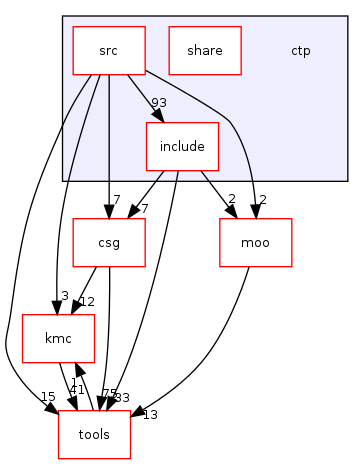 src
share
ctp
93
include
7
7
2
2
csg
moo
3
12
kmc
1
41
15
75
33
13
tools